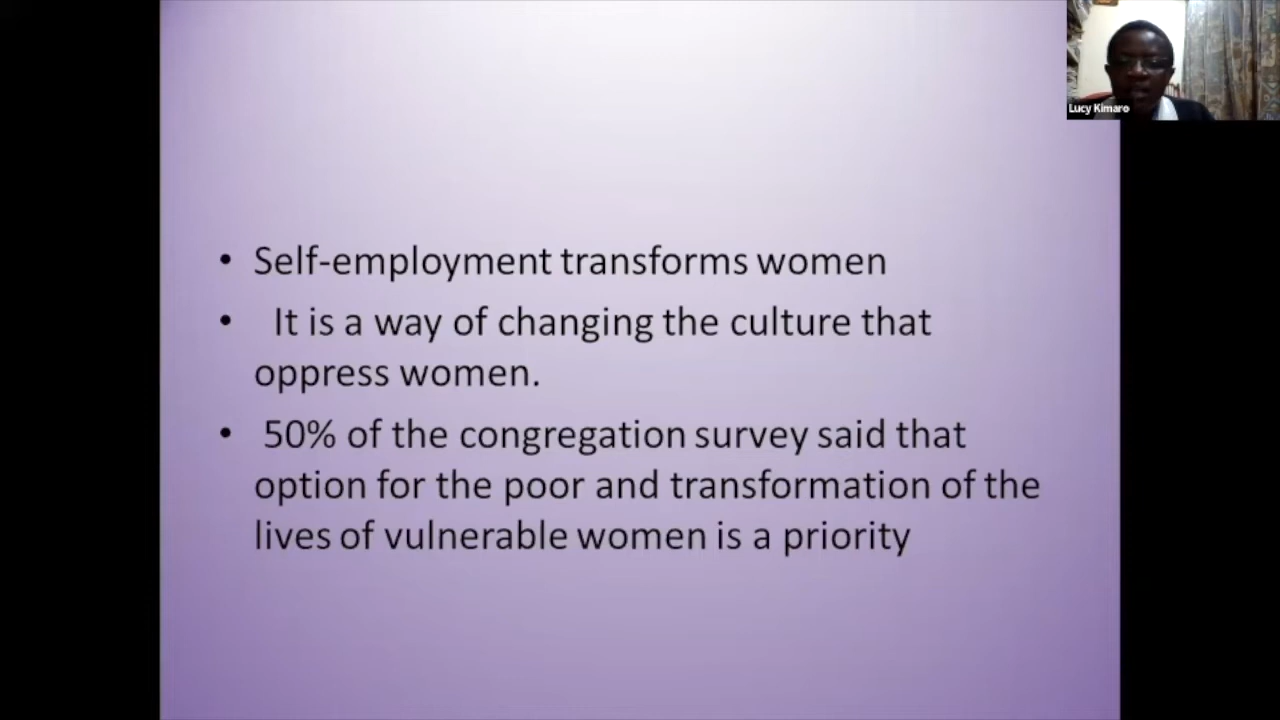 Lucy Kimaro
• Self-employment transforms women
• It is a way of changing the culture that
oppress women.
• 50% of the congregation survey said that
option for the poor and transformation of the
lives of vulnerable women is a priority